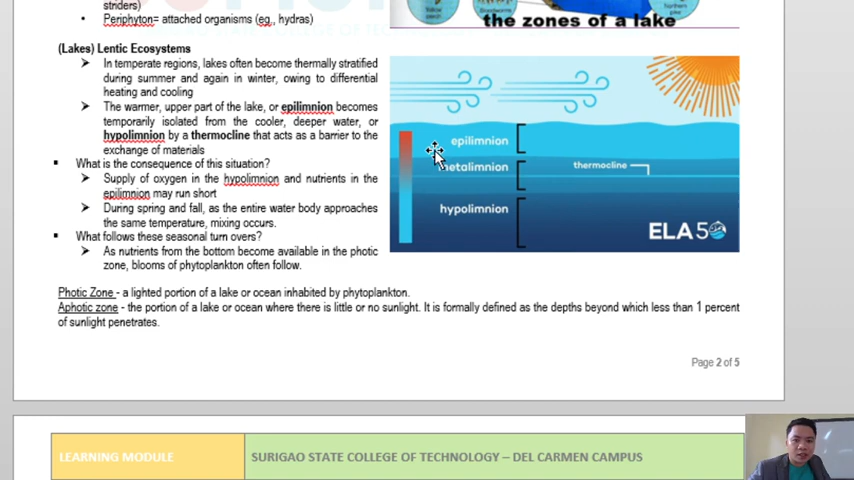 striders)
• Periphyton= attached organisms (eg., hydras)
the zones of a lake
(Lakes) Lentic Ecosystems
➢ In temperate regions, lakes often become thermally stratified
during summer and again in winter, owing to differential
heating and cooling
➢ The warmer, upper part of the lake, or epilimnion becomes
temporarily isolated from the cooler, deeper water, or
hypolimnion by a thermocline that acts as a barrier to the
exchange of materials
▪ What is the consequence of this situation?
➢ Supply of oxygen in the hypolimnion and nutrients in the
epilimnion may run short
➢ During spring and fall, as the entire water body approaches
the same temperature, mixing occurs.
▪ What follows these seasonal turn overs?
➢ As nutrients from the bottom become available in the photic
zone, blooms of phytoplankton often follow.
epilimnion
etalimnion
thermocline
hypolimnion
ELA50
Photic Zone - a lighted portion of a lake or ocean inhabited by phytoplankton.
Aphotic zone - the portion of a lake or ocean where there is little or no sunlight. It is formally defined as the depths beyond which less than 1 percent
of sunlight penetrates.
Page 2 of 5
LEARNING MODULE
SURIGAO STATE COLLEGE OF TECHNOLOGY – DEL CARMEN CAMPUS